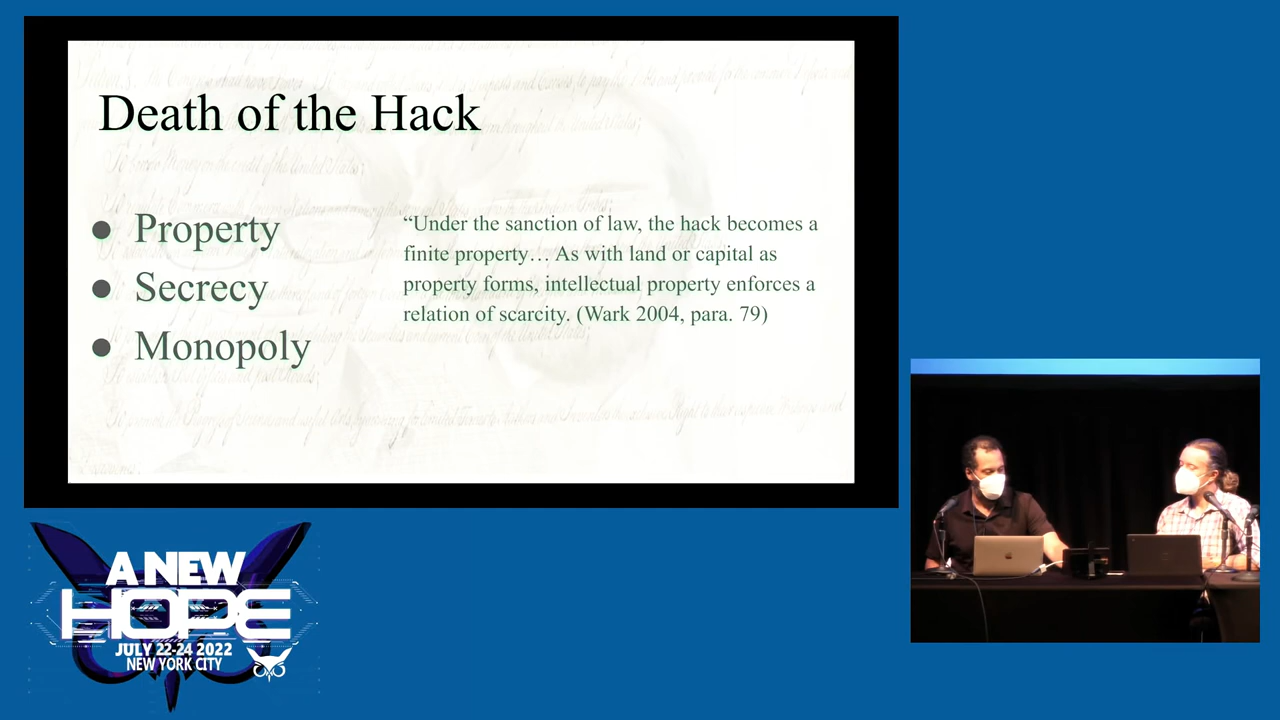 Death of the Hack
● Property
● Secrecy
● Monopoly
“Under the sanction of law, the hack becomes a
finite property… As with land or capital as
property forms, intellectual property enforces a
relation of scarcity. (Wark 2004, para. 79)
A NEW
HOPE
JULY 22-24 2022
NEW YORK CITY